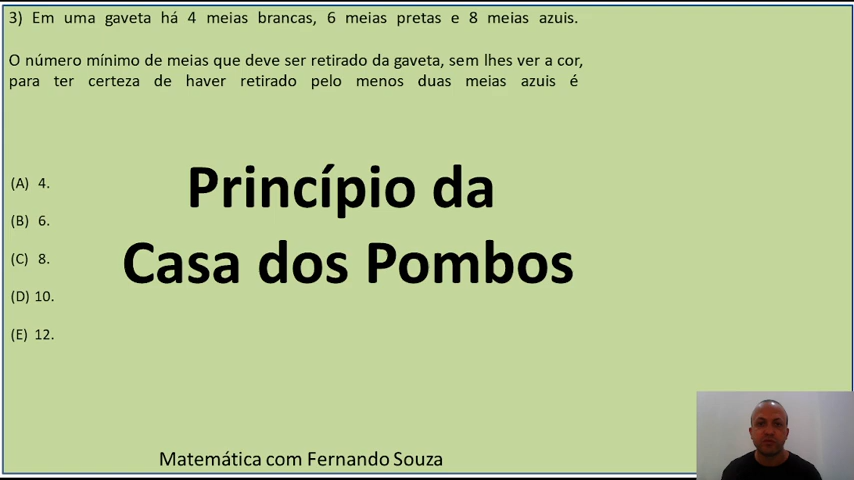 3) Em uma gaveta há 4 meias brancas, 6 meias pretas e 8 meias azuis.
O número mínimo de meias que deve ser retirado da gaveta, sem lhes ver a cor,
para ter certeza de haver retirado pelo menos duas meias azuis é
(A) 4.
(B) 6.
(C) 8.
(D) 10.
(E) 12.
Princípio da
Casa dos Pombos
Matemática com Fernando Souza